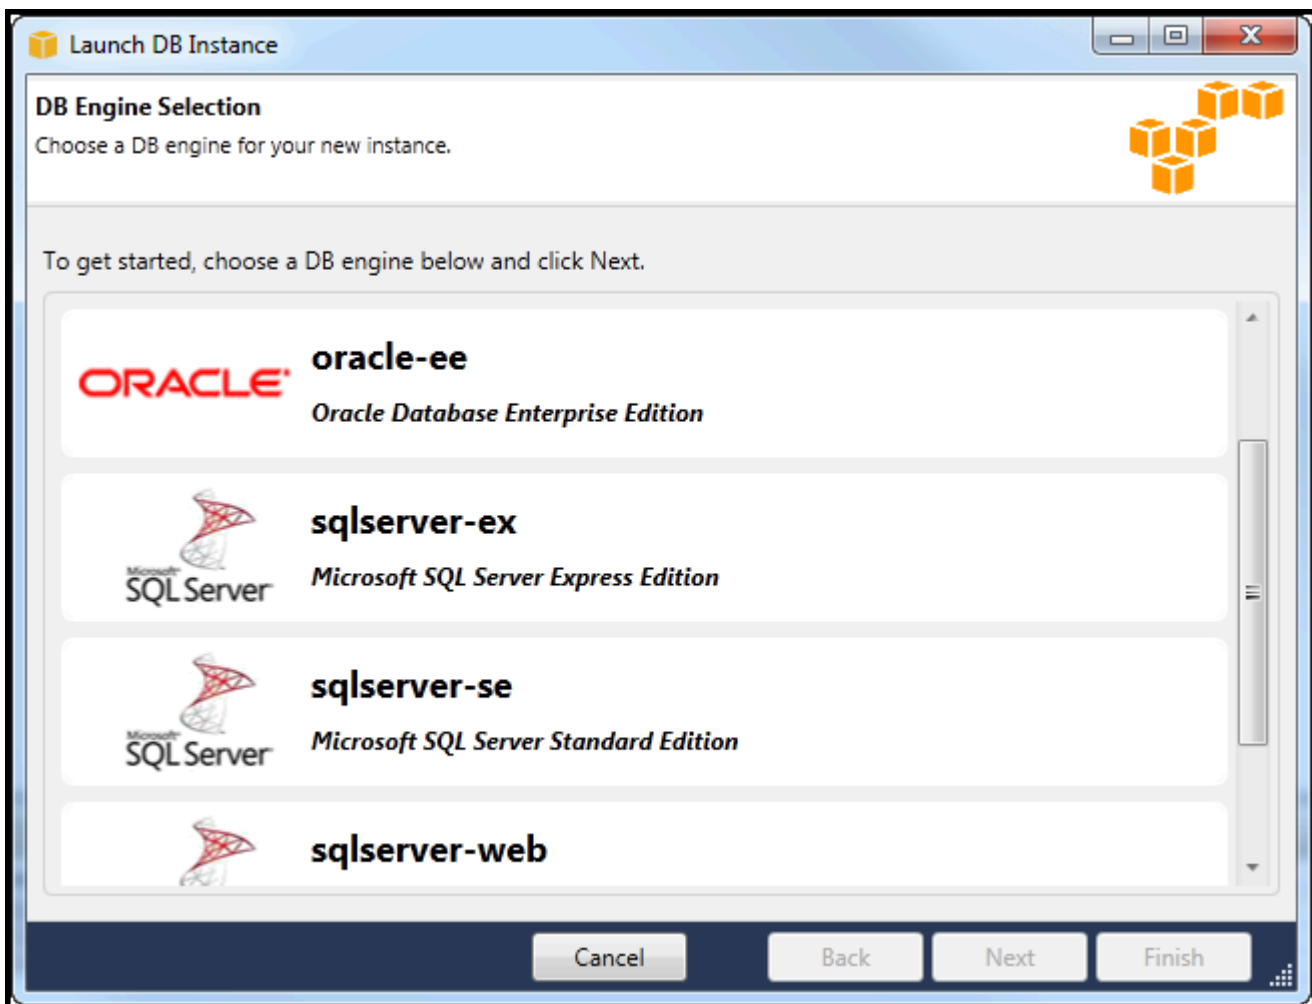 Launch DB Instance
DB Engine Selection
Choose a DB engine for your new instance.
To get started, choose a DB engine below and click Next.
ORACLE
oracle-ee
Oracle Database Enterprise Edition
Microsoft
SQL Server
sqlserver-ex
Microsoft SQL Server Express Edition
Microsoft
SQL Server
sqlserver-se
Microsoft SQL Server Standard Edition
sqlserver-web
Cancel
Back
Next
Finish